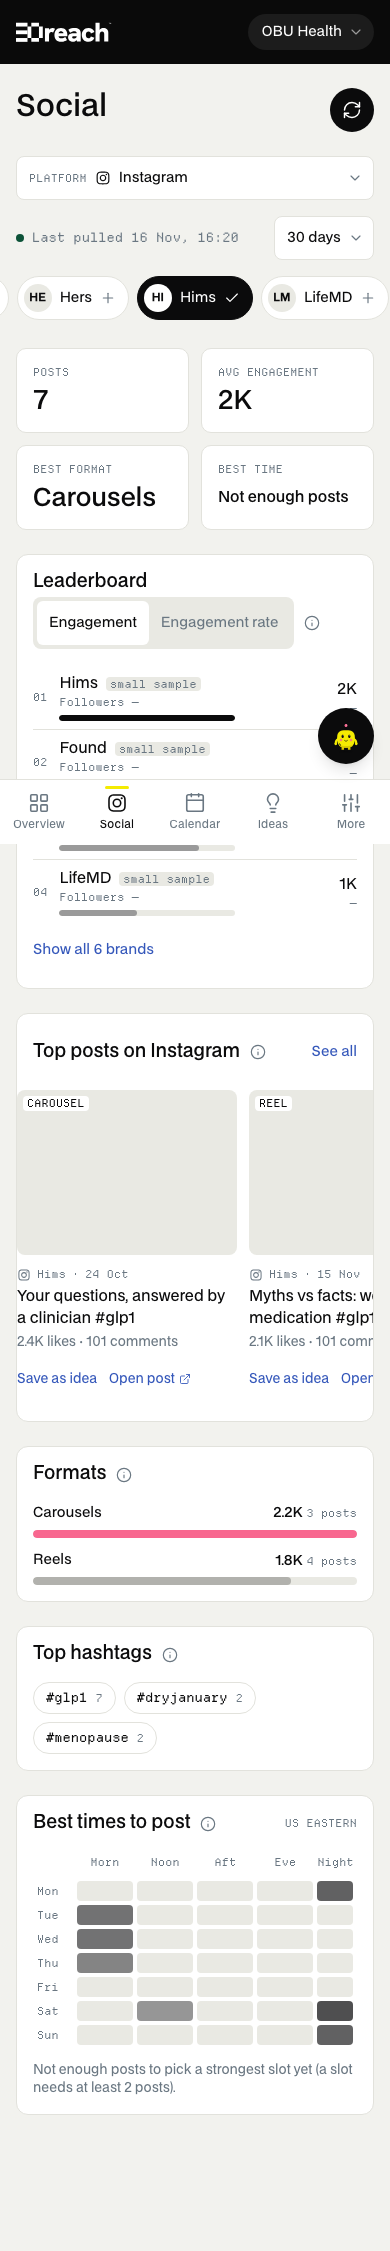 EOreach
OBU Health
Social
PLATFORM Instagram
Last pulled 16 Nov, 16:20
30 days
HE Hers
HI Hims
LM LifeMD
POSTS
7
AVG ENGAGEMENT
2K
BEST FORMAT
Carousels
BEST TIME
Not enough posts
Leaderboard
Engagement
Engagement rate
01 Hims small sample 2K
Followers — —
02 Found small sample
Followers — —
Overview
Social
Calendar
Ideas
More
04 LifeMD small sample 1K
Followers — —
Show all 6 brands
Top posts on Instagram
See all
CAROUSEL
Hims · 24 Oct
Your questions, answered by
a clinician #glp1
2.4K likes · 101 comments
Save as idea Open post
REEL
Hims · 15 Nov
Myths vs facts:
medication #glp1
2.1K likes · 101
Save as idea
Formats
Carousels 2.2K 3 posts
Reels 1.8K 4 posts
Top hashtags
#glp1 7
#dryjanuary 2
#menopause 2
Best times to post
US EASTERN
Morn Noon Aft Eve Night
Mon
Tue
Wed
Thu
Fri
Sat
Sun
Not enough posts to pick a strongest slot yet (a slot
needs at least 2 posts).